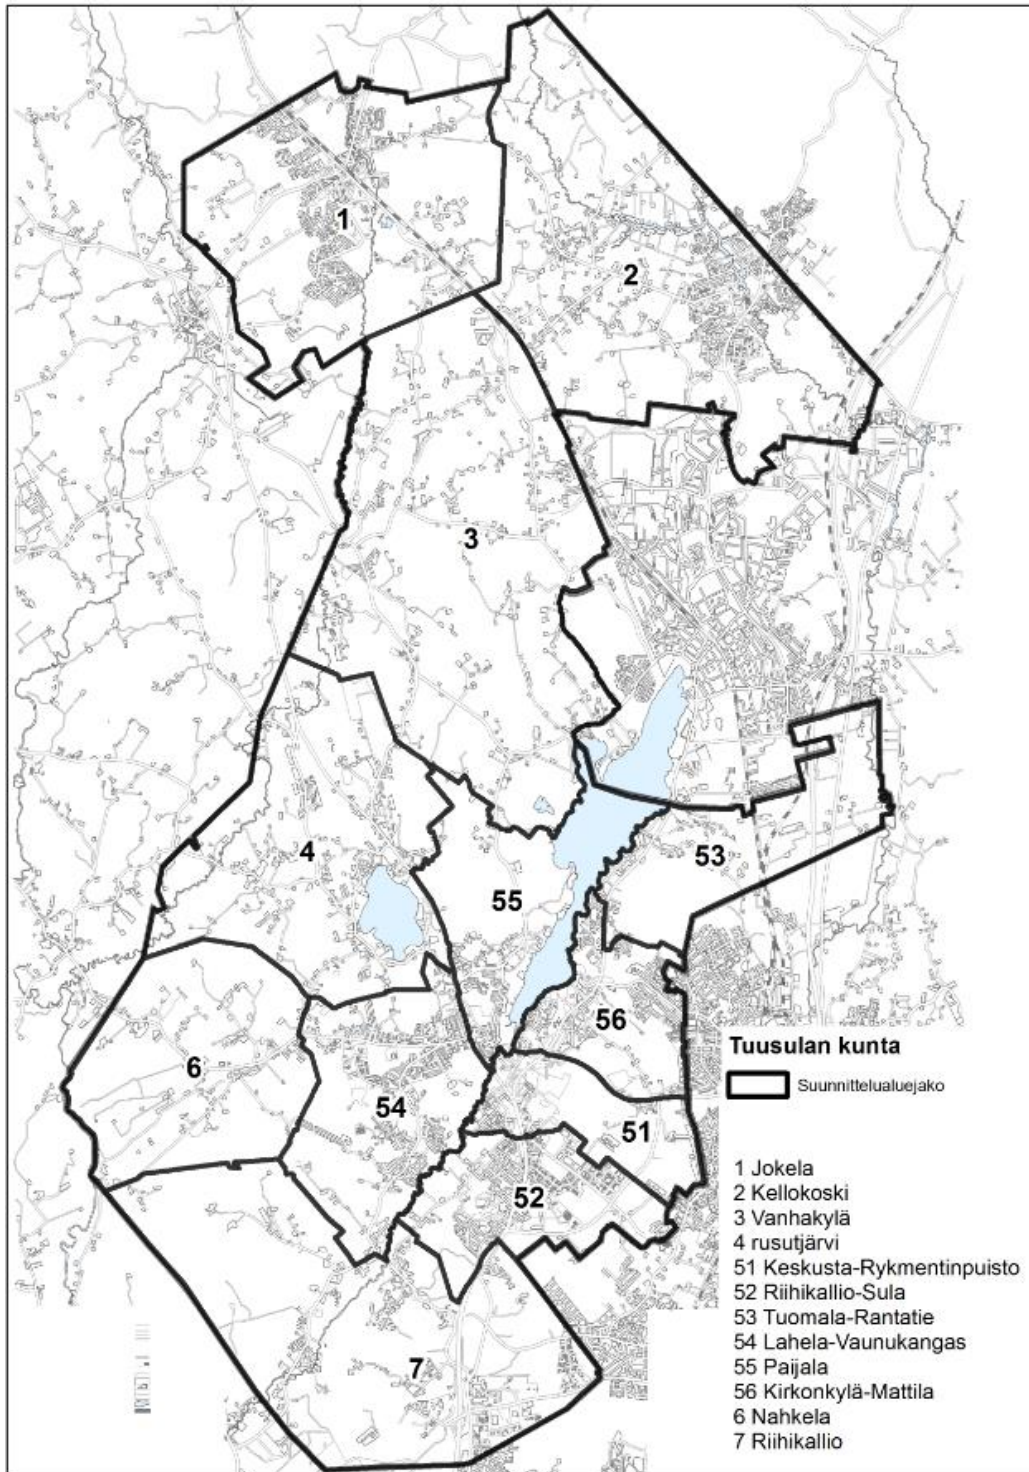 1
2
3
4
53
55
56
6
54
51
52
7
Tuusulan kunta
Suunnittelualuejako
1 Jokela
2 Kellokoski
3 Vanhakylä
4 rusutjärvi
51 Keskusta-Rykmentinpuisto
52 Riihikallio-Sula
53 Tuomala-Rantatie
54 Lahela-Vaunukangas
55 Paijala
56 Kirkonkylä-Mattila
6 Nahkela
7 Riihikallio